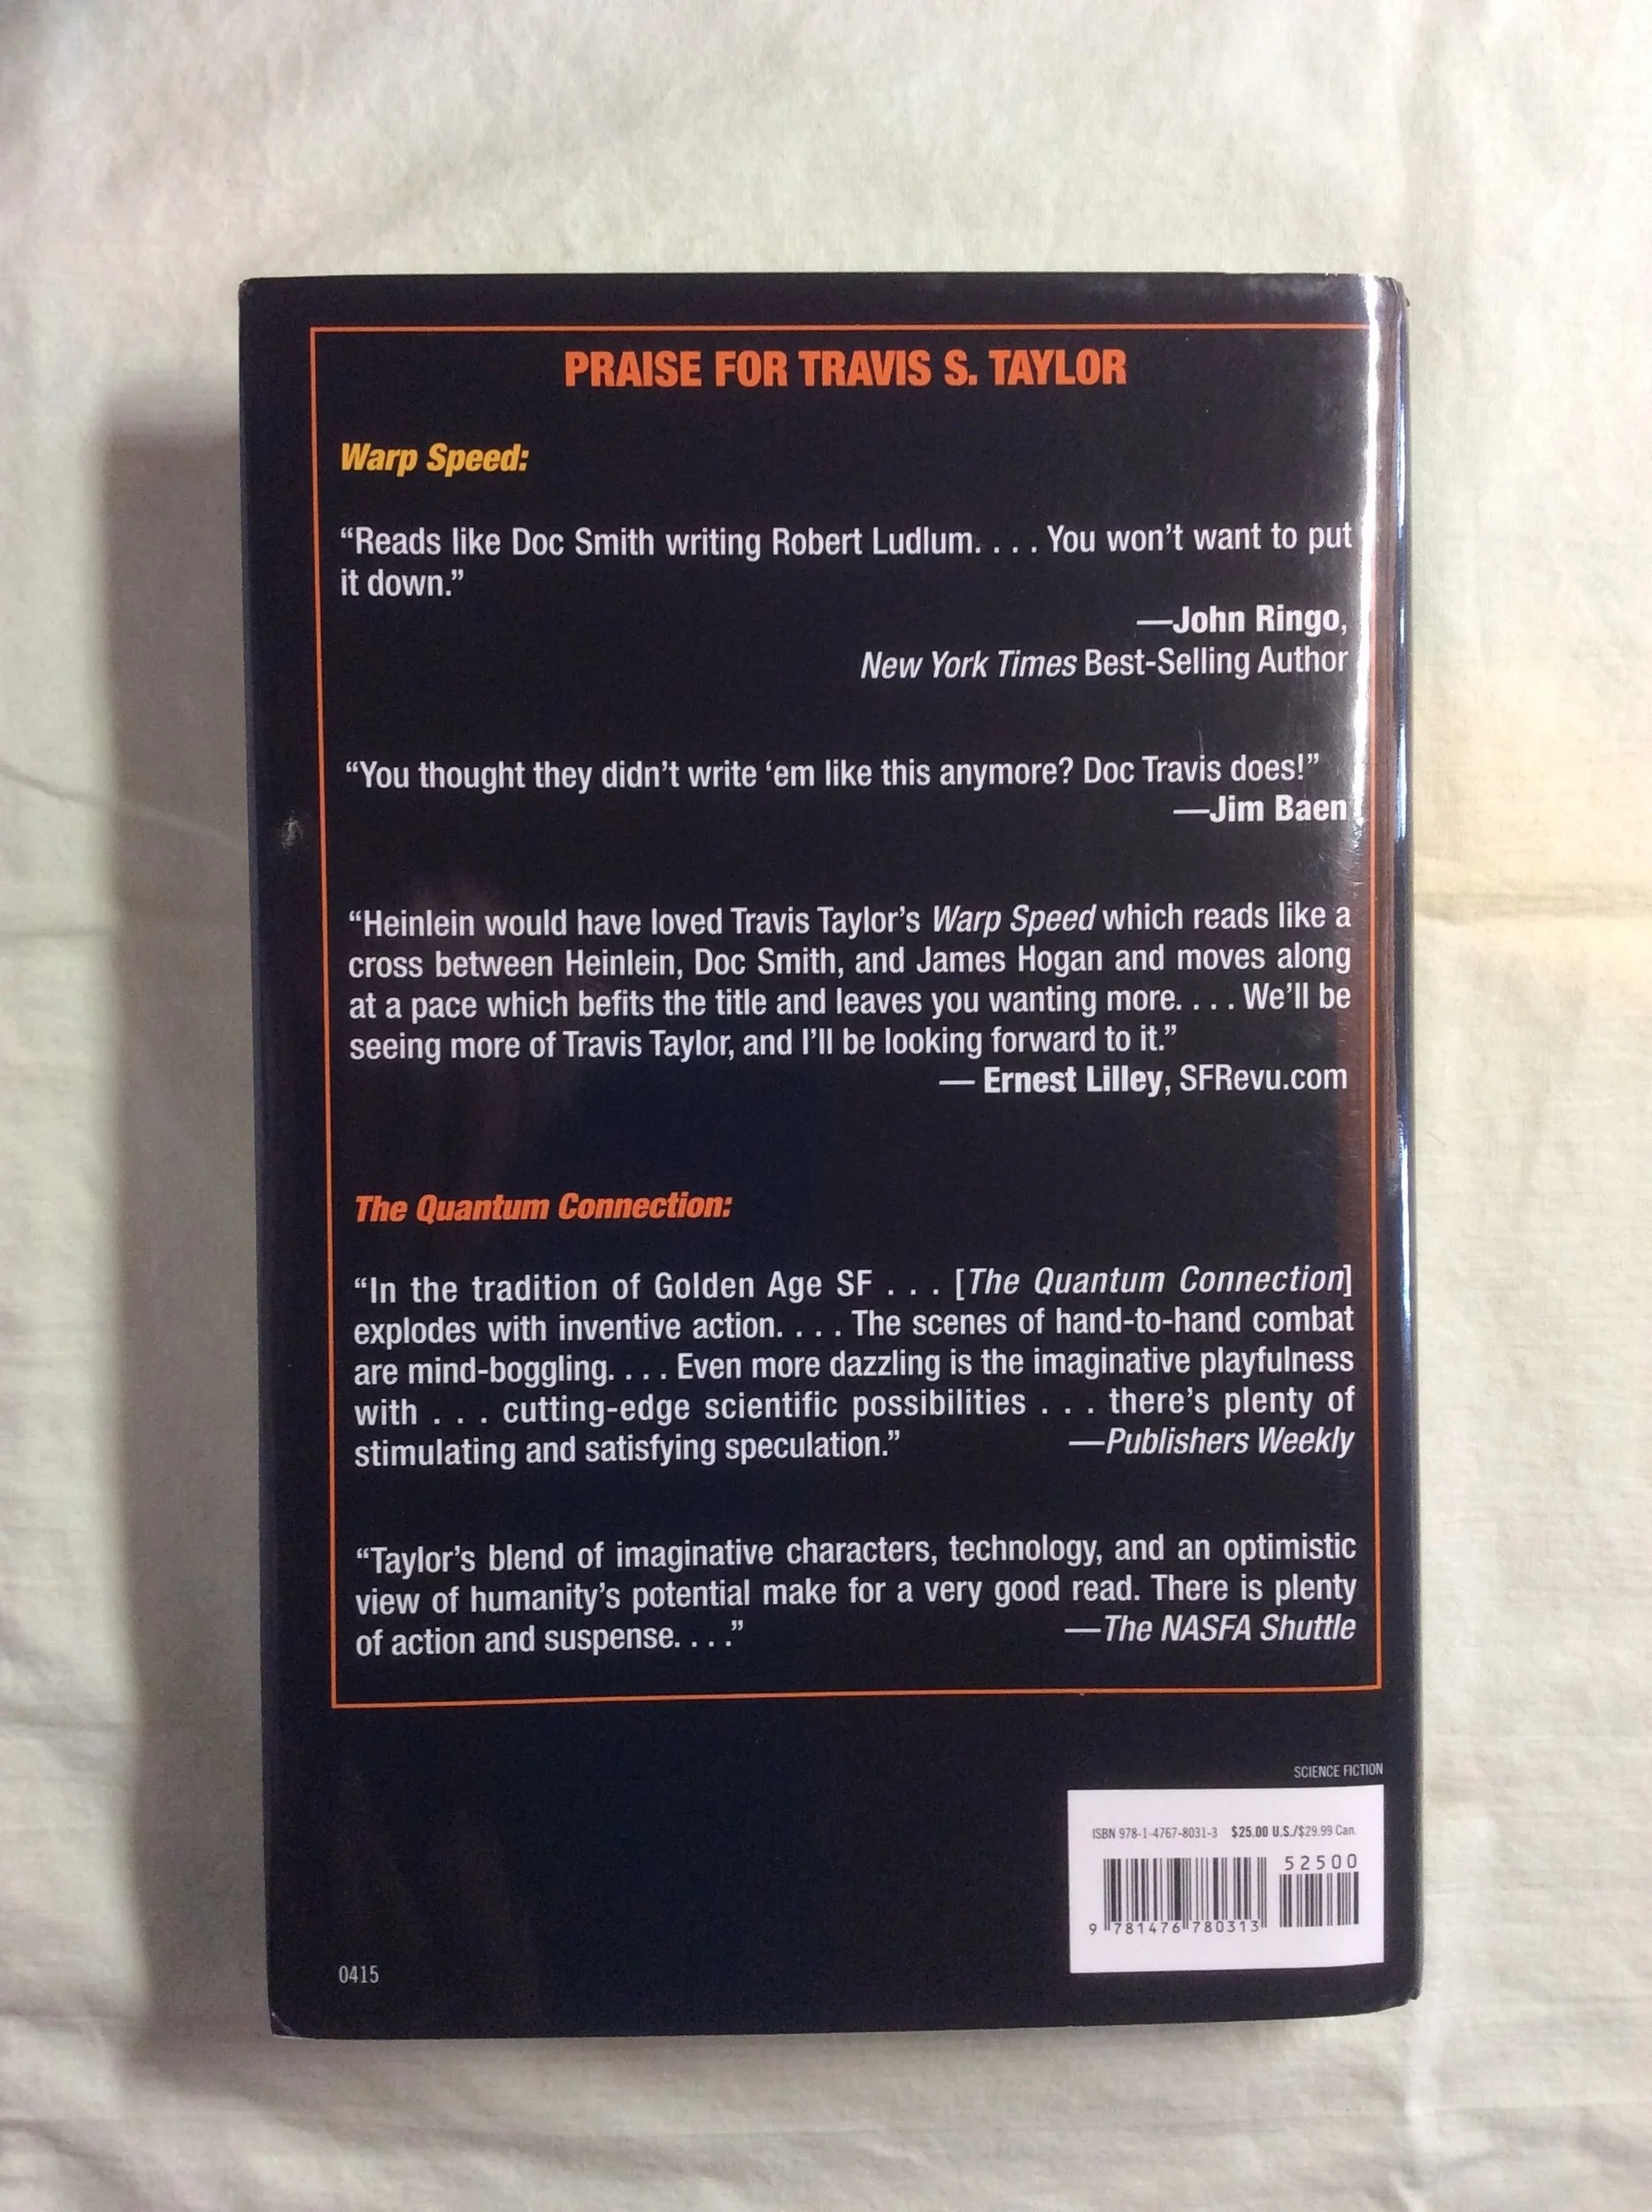 PRAISE FOR TRAVIS S. TAYLOR
Warp Speed:
“Reads like Doc Smith writing Robert Ludlum. . . . You won’t want to put
it down.”
—John Ringo,
New York Times Best-Selling Author
“You thought they didn’t write ‘em like this anymore? Doc Travis does!”
—Jim Baen
“Heinlein would have loved Travis Taylor’s Warp Speed which reads like a
cross between Heinlein, Doc Smith, and James Hogan and moves along
at a pace which befits the title and leaves you wanting more. . . . We’ll be
seeing more of Travis Taylor, and I’ll be looking forward to it.”
— Ernest Lilley, SFRevu.com
The Quantum Connection:
“In the tradition of Golden Age SF . . . [The Quantum Connection]
explodes with inventive action. . . . The scenes of hand-to-hand combat
are mind-boggling. . . . Even more dazzling is the imaginative playfulness
with . . . cutting-edge scientific possibilities . . . there’s plenty of
stimulating and satisfying speculation.” —Publishers Weekly
“Taylor’s blend of imaginative characters, technology, and an optimistic
view of humanity’s potential make for a very good read. There is plenty
of action and suspense. . . .” —The NASFA Shuttle
SCIENCE FICTION
ISBN 978-1-4767-8031-3 $25.00 U.S./$29.99 Can.
52500
9 781476 780313
0415